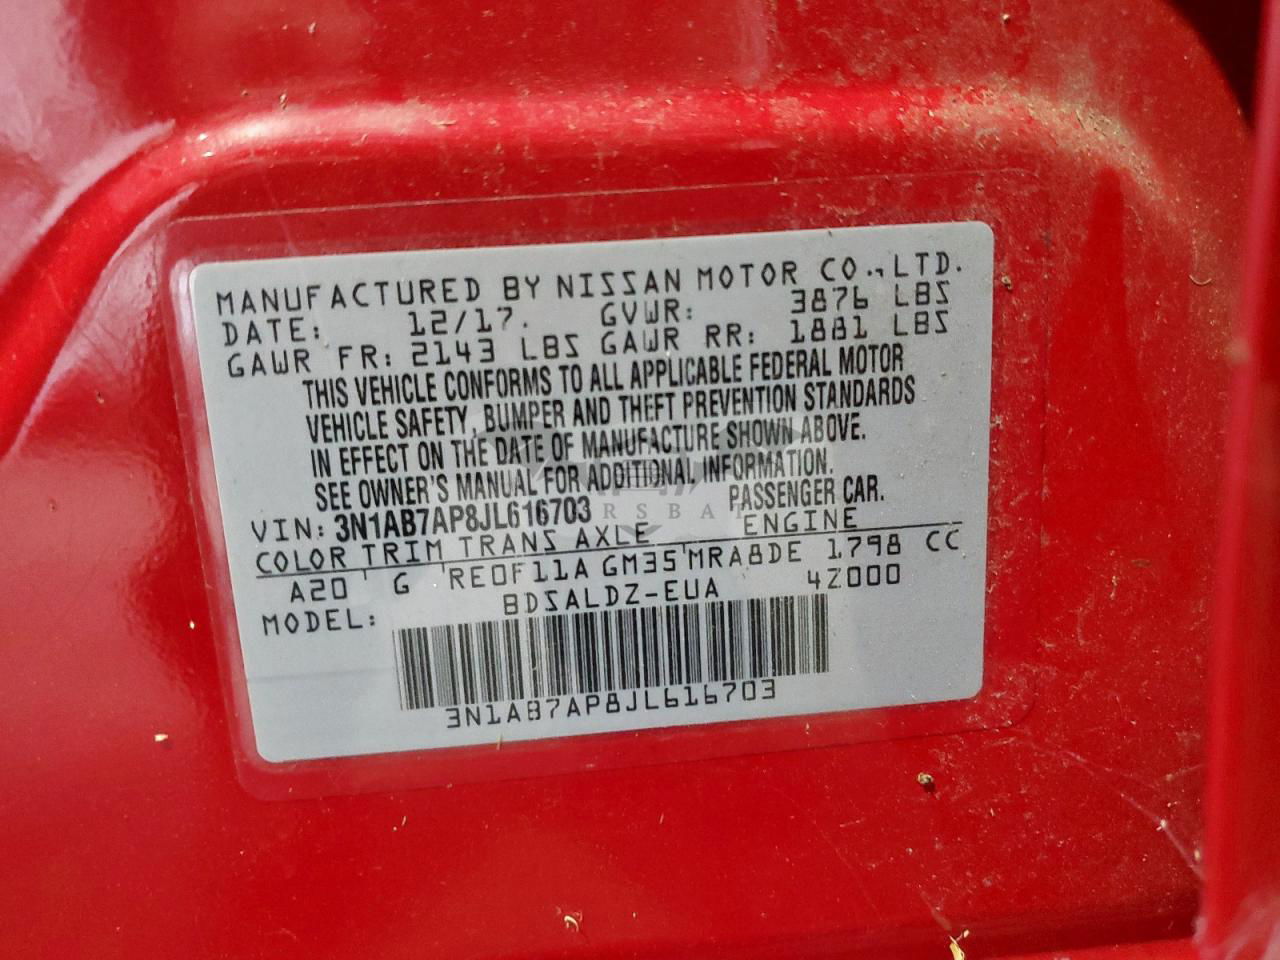 MANUFACTURED BY NISSAN MOTOR CO., LTD.
DATE: 12/17. GVWR: 3876 LBS
GAWR FR: 2143 LBS GAWR RR: 1881 LBS
THIS VEHICLE CONFORMS TO ALL APPLICABLE FEDERAL MOTOR
VEHICLE SAFETY, BUMPER AND THEFT PREVENTION STANDARDS
IN EFFECT ON THE DATE OF MANUFACTURE SHOWN ABOVE.
SEE OWNER'S MANUAL FOR ADDITIONAL INFORMATION.
VIN: 3N1AB7AP8JL616703 PASSENGER CAR.
COLOR TRIM TRANS AXLE ENGINE
A20 G RE0F11A GM35 MRA8DE 1.798 CC
MODEL: BDSALDZ-EUA 4Z000
3N1AB7AP8JL616703